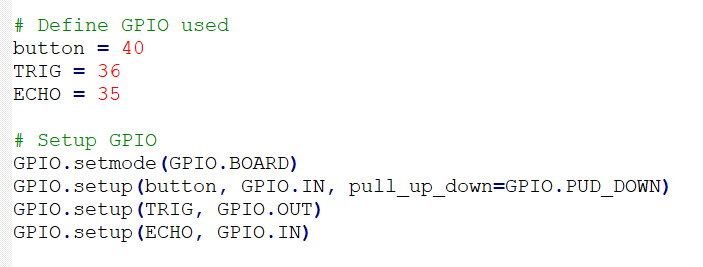 # Define GPIO used
button = 40
TRIG = 36
ECHO = 35
# Setup GPIO
GPIO.setmode(GPIO.BOARD)
GPIO.setup(button, GPIO.IN, pull_up_down=GPIO.PUD_DOWN)
GPIO.setup(TRIG, GPIO.OUT)
GPIO.setup(ECHO, GPIO.IN)